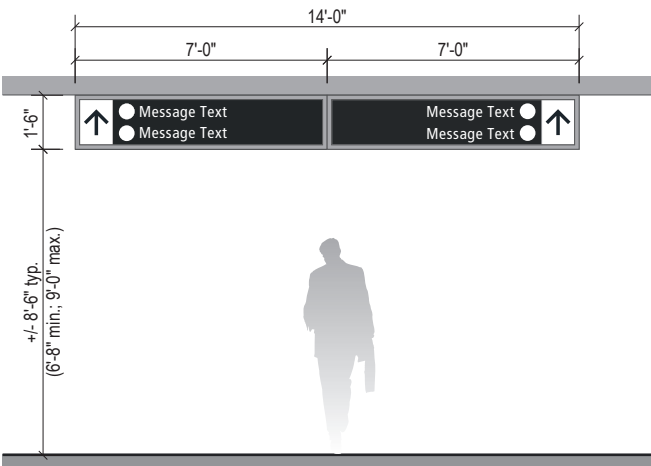 14'-0"
7'-0" 7'-0"
1'-6"
Message Text Message Text
Message Text Message Text
+/- 8'-6" typ.
(6'-8" min.; 9'-0" max.)